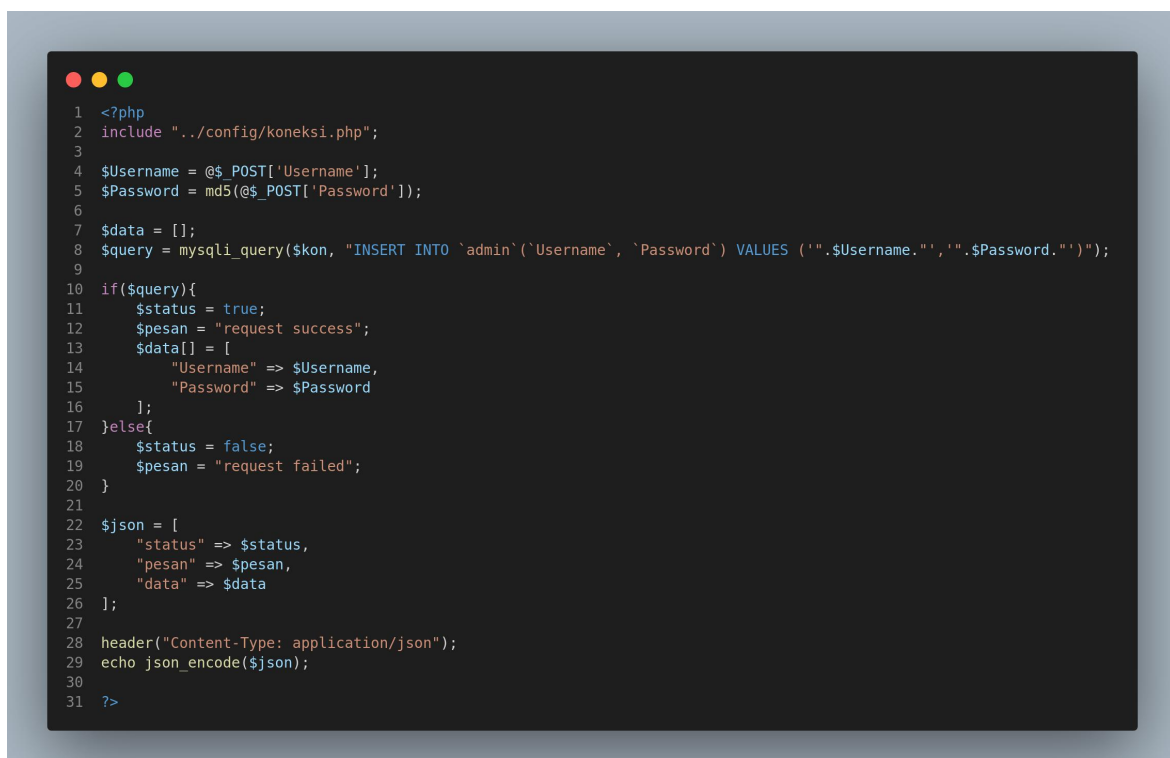 1 <?php
2 include "../config/koneksi.php";
3
4 $Username = @$_POST['Username'];
5 $Password = md5(@$_POST['Password']);
6
7 $data = [];
8 $query = mysqli_query($kon, "INSERT INTO `admin`(`Username`, `Password`) VALUES ('".$Username."','".$Password."')");
9
10 if($query){
11     $status = true;
12     $pesan = "request success";
13     $data[] = [
14         "Username" => $Username,
15         "Password" => $Password
16     ];
17 }else{
18     $status = false;
19     $pesan = "request failed";
20 }
21
22 $json = [
23     "status" => $status,
24     "pesan" => $pesan,
25     "data" => $data
26 ];
27
28 header("Content-Type: application/json");
29 echo json_encode($json);
30
31 ?>